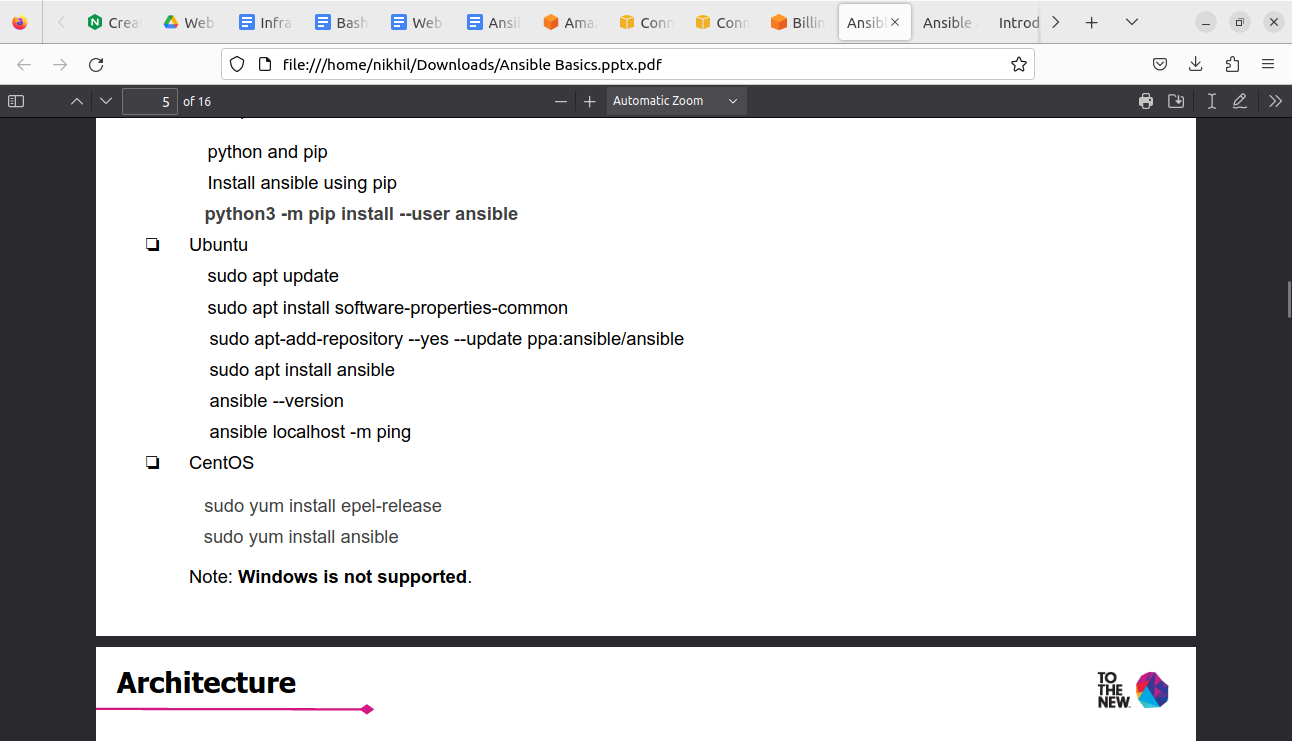 Crea
Web
Infra
Bash
Web
Ansi
Ama
Conn
Conn
Billin
Ansibl
Ansible
Introd
file:///home/nikhil/Downloads/Ansible Basics.pptx.pdf
5 of 16
Automatic Zoom
python and pip
Install ansible using pip
python3 -m pip install --user ansible
❏ Ubuntu
sudo apt update
sudo apt install software-properties-common
sudo apt-add-repository --yes --update ppa:ansible/ansible
sudo apt install ansible
ansible --version
ansible localhost -m ping
❏ CentOS
sudo yum install epel-release
sudo yum install ansible
Note: Windows is not supported.
Architecture
TO
THE
NEW